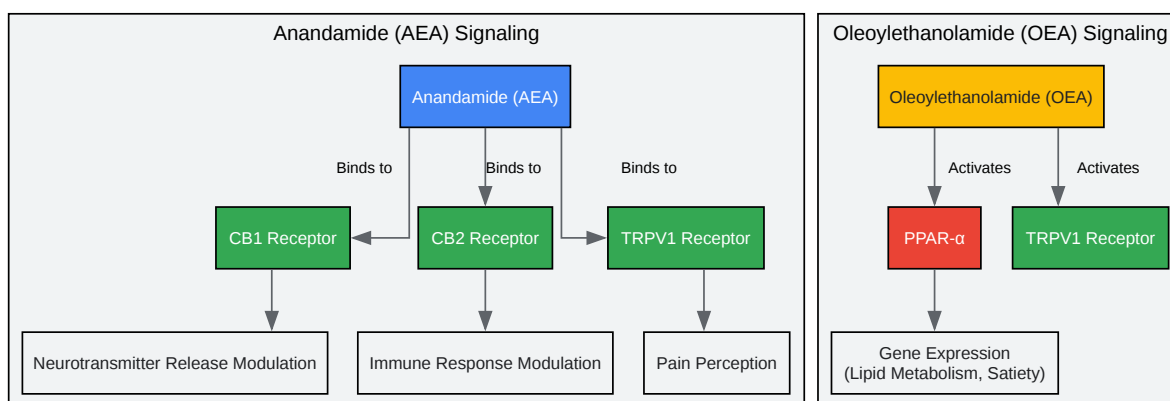 Anandamide (AEA) Signaling
Anandamide (AEA)
Binds to
Binds to
Binds to
CB1 Receptor
CB2 Receptor
TRPV1 Receptor
Neurotransmitter Release Modulation
Immune Response Modulation
Pain Perception
Oleoylethanolamide (OEA) Signaling
Oleoylethanolamide (OEA)
Activates
Activates
PPAR-α
TRPV1 Receptor
Gene Expression
(Lipid Metabolism, Satiety)